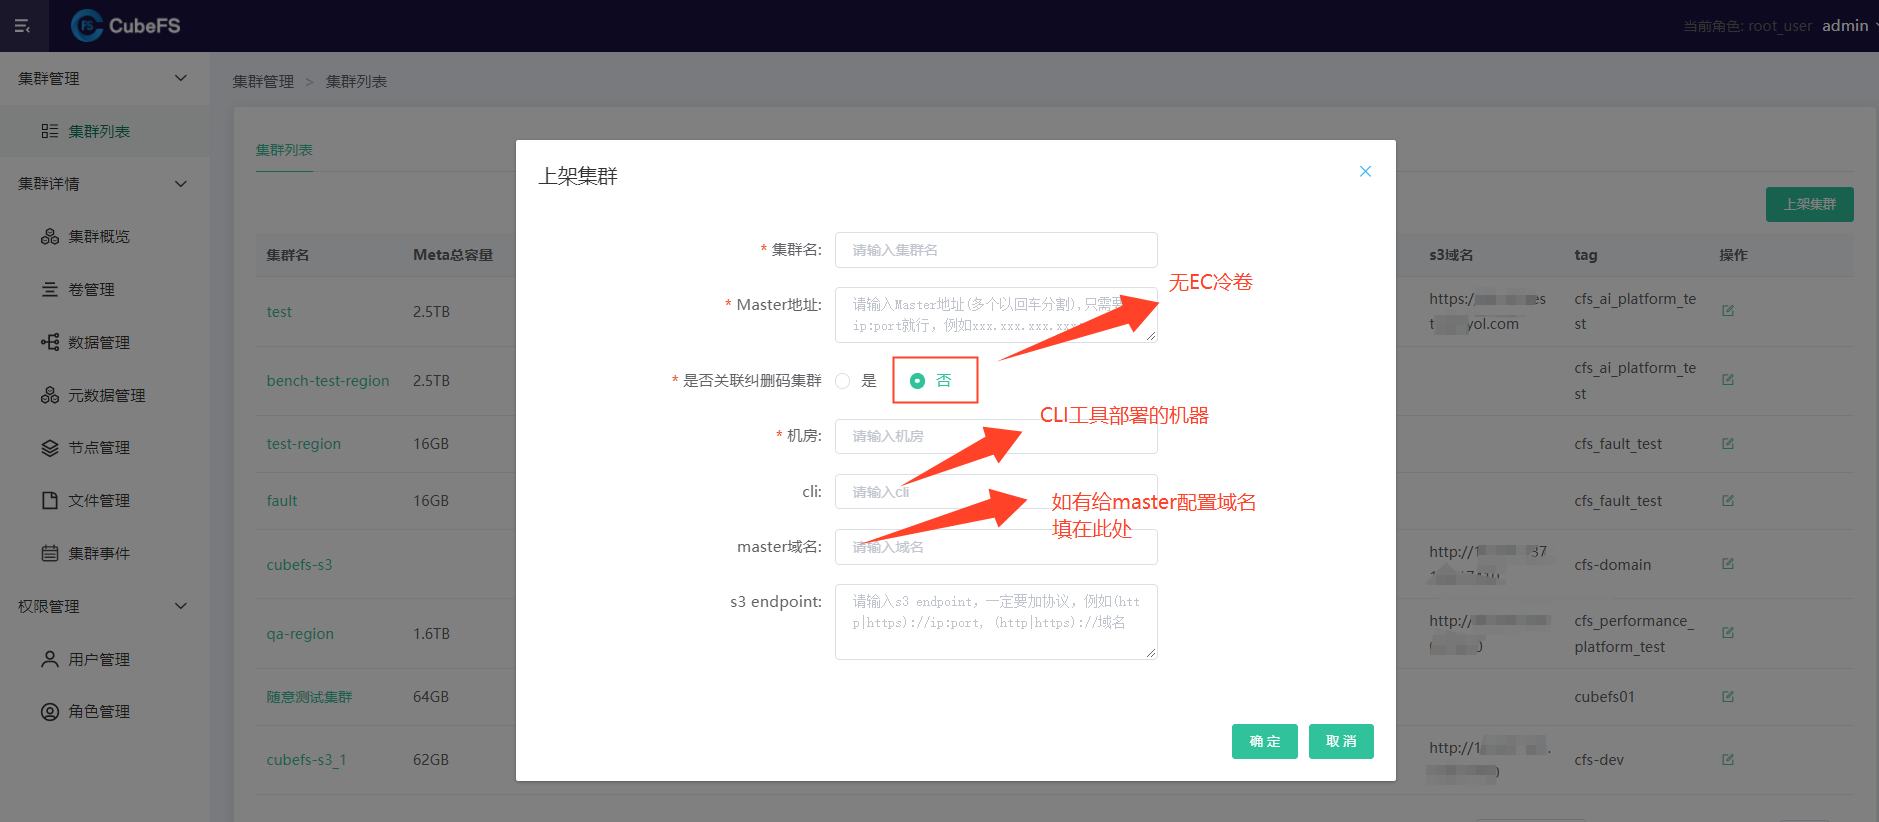 CubeFS
当前角色: root_user admin
集群管理
集群列表
集群详情
集群概览
卷管理
数据管理
元数据管理
节点管理
文件管理
集群事件
权限管理
用户管理
角色管理
集群管理 > 集群列表
集群列表
上架集群
集群名 Meta总容量 s3域名 tag 操作
test 2.5TB https:/ es cfs_ai_platform_te
t yol.com st
bench-test-region 2.5TB cfs_ai_platform_te
st
test-region 16GB cfs_fault_test
fault 16GB cfs_fault_test
cubefs-s3 http://1 37 cfs-domain
qa-region 1.6TB http:/ cfs_performance_
platform_test
随意测试集群 64GB cubefs01
cubefs-s3_1 62GB http://1 . cfs-dev
上架集群
* 集群名: 请输入集群名
* Master地址: 请输入Master地址(多个以回车分割),只需要
ip:port就行, 例如xxx.xxx.xxx.xxx
无EC冷卷
* 是否关联纠删码集群 是 否
* 机房: 请输入机房
CLI工具部署的机器
cli: 请输入cli
如有给master配置域名
填在此处
master域名: 请输入域名
s3 endpoint: 请输入s3 endpoint, 一定要加协议, 例如(htt
p|https)://ip:port, (http|https)://域名
确 定 取 消